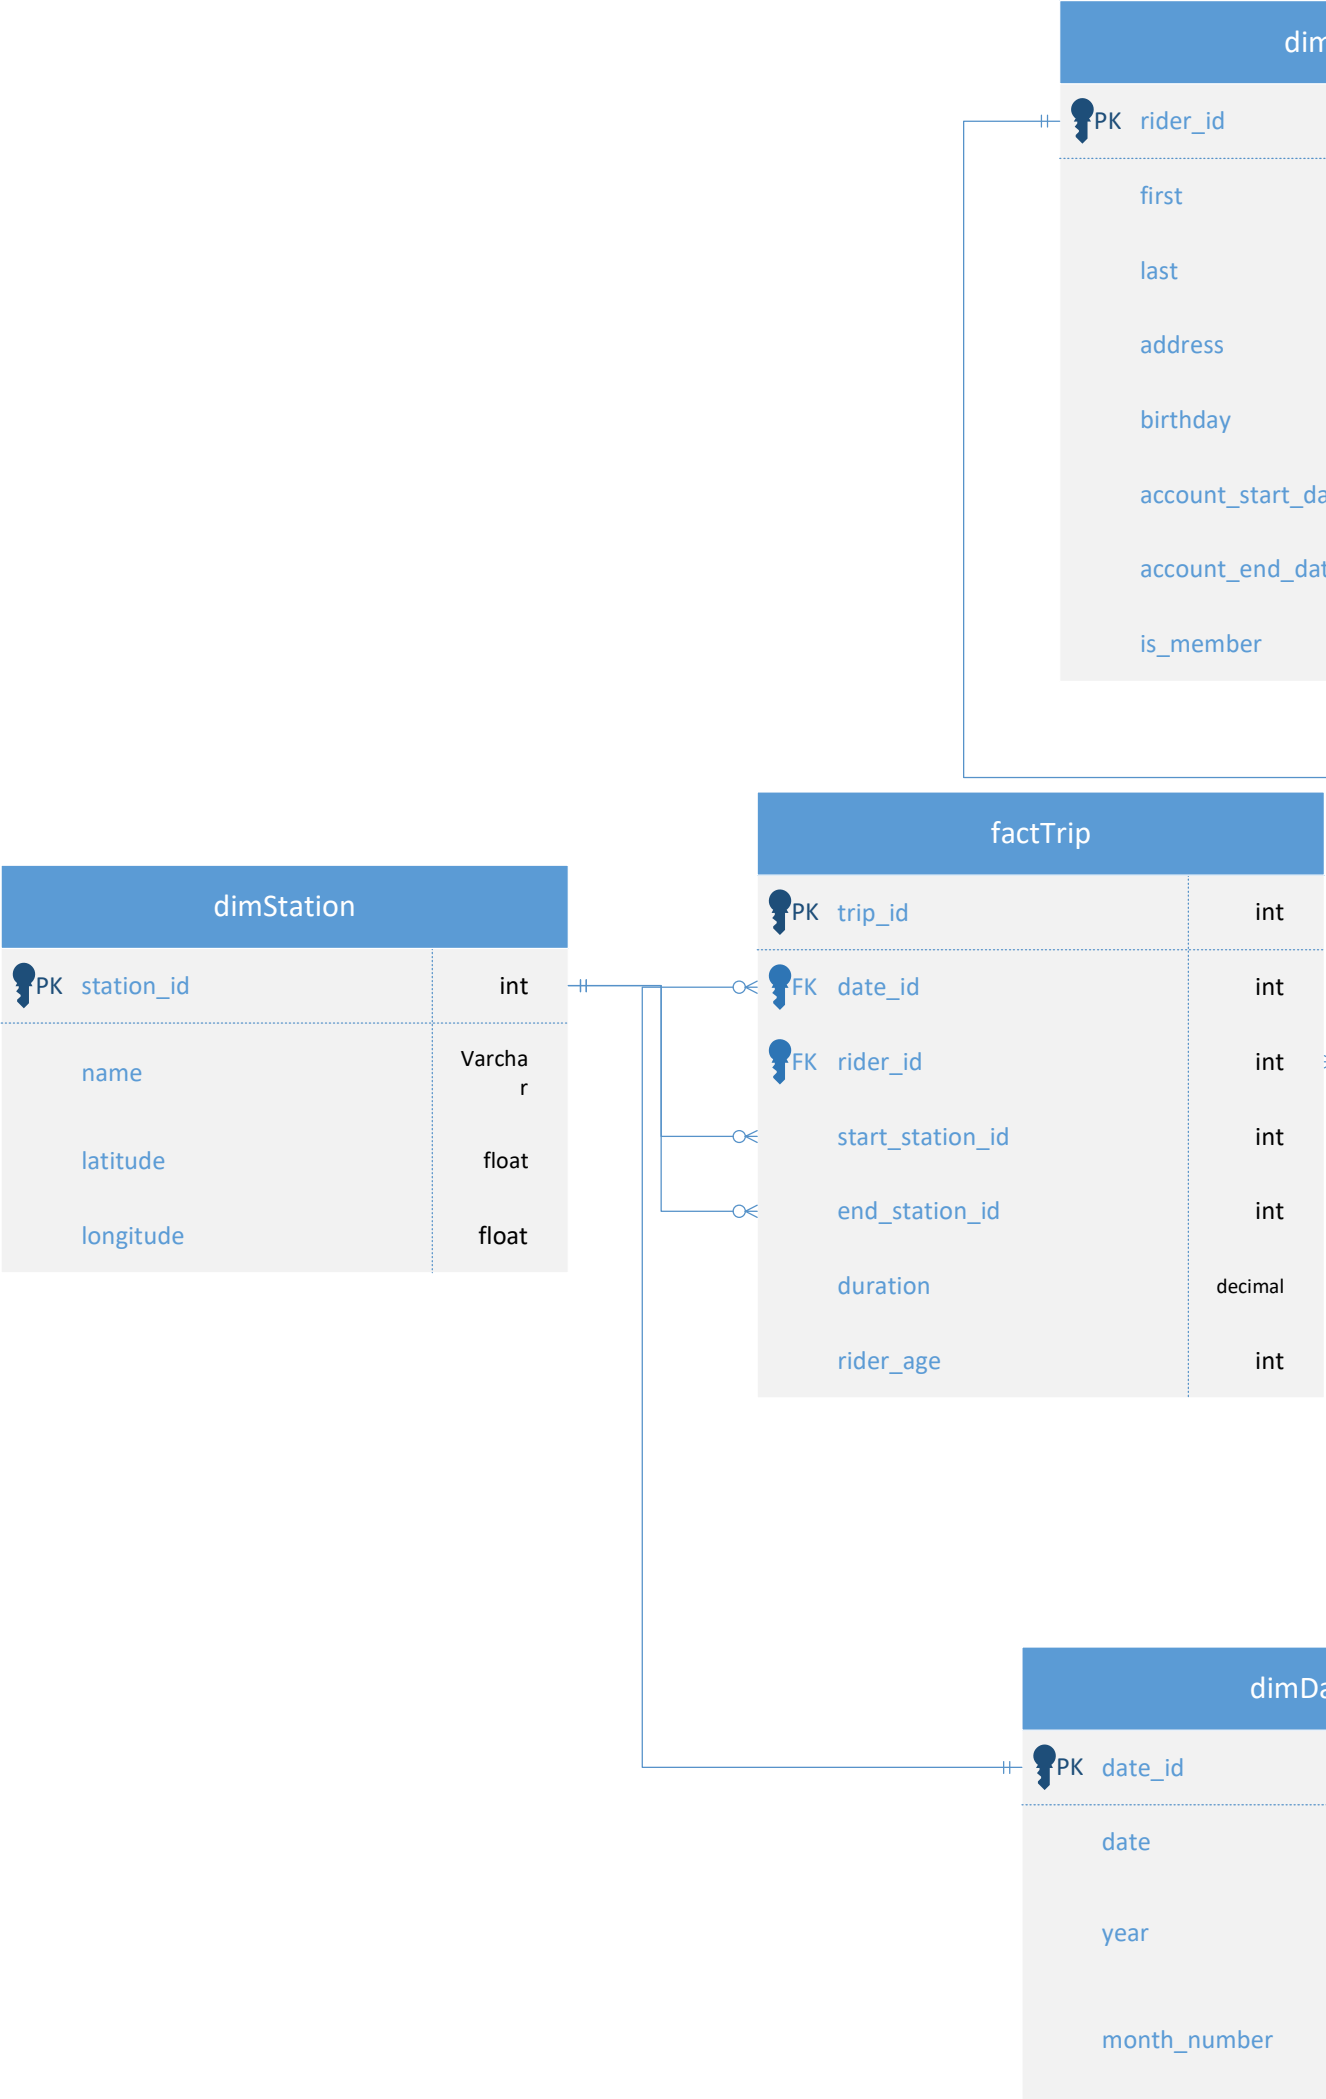 dim
PK rider_id
first
last
address
birthday
account_start_da
account_end_dat
is_member
factTrip
PK trip_id int
FK date_id int
FK rider_id int
start_station_id int
end_station_id int
duration decimal
rider_age int
dimStation
PK station_id int
name Varcha
r
latitude float
longitude float
dimDa
PK date_id
date
year
month_number